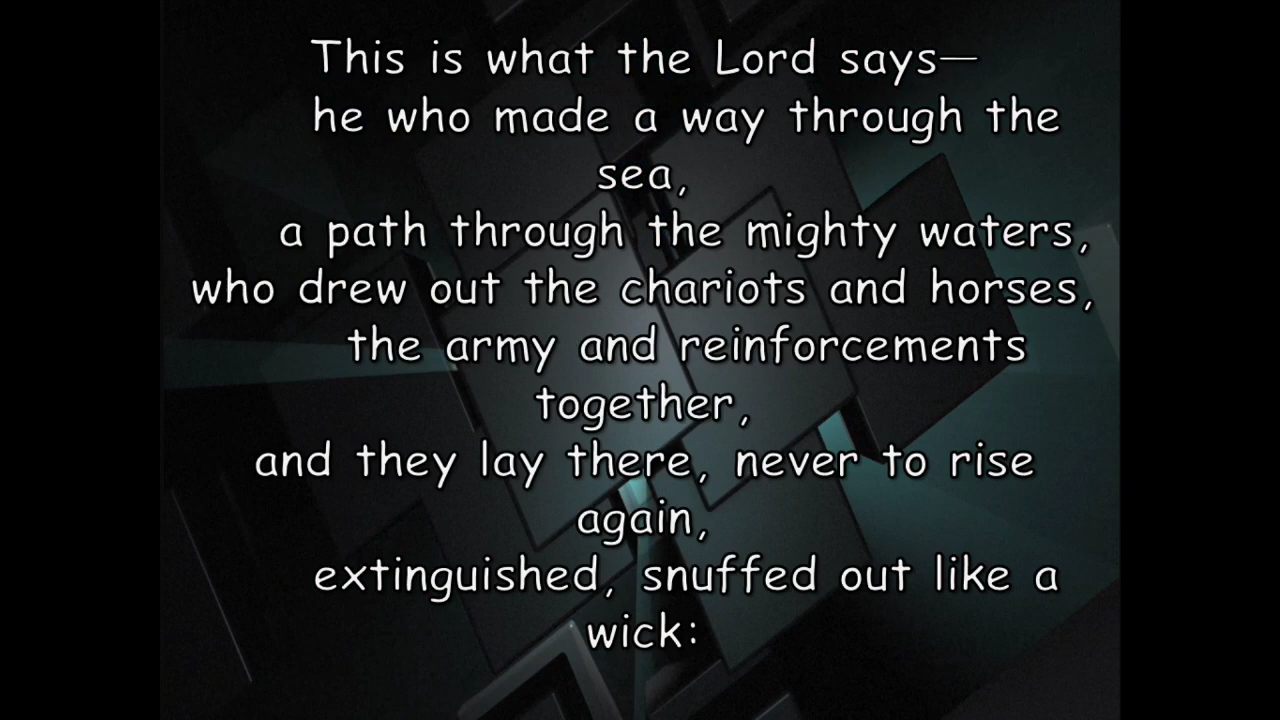 This is what the Lord says—
he who made a way through the
sea,
a path through the mighty waters,
who drew out the chariots and horses,
the army and reinforcements
together,
and they lay there, never to rise
again,
extinguished, snuffed out like a
wick: